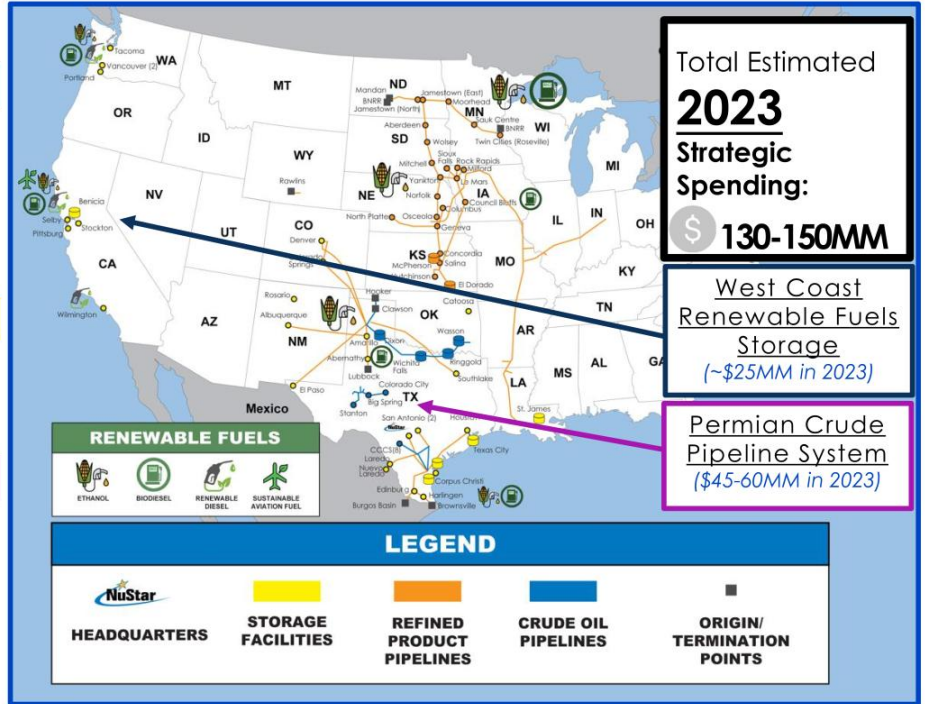 Total Estimated
2023
Strategic
Spending:
$ 130-150MM
West Coast
Renewable Fuels
Storage
(~$25MM in 2023)
Permian Crude
Pipeline System
($45-60MM in 2023)
WA
Tacoma
Vancouver (2)
Portland
OR
ID
MT
WY
Rawlins
NV
UT
CO
Denver
Colorado
Springs
CA
Benicia
Selby
Pittsburg
Stockton
Wilmington
AZ
NM
Rosario
Albuquerque
El Paso
ND
Mandan
BNRR
Jamestown (North)
Jamestown (East)
Moorhead
MN
Sauk Centre
BNRR
Twin Cities (Roseville)
WI
MI
SD
Aberdeen
Wolsey
Mitchell
Sioux
Falls
Rock Rapids
Milford
Yankton
Le Mars
NE
Norfolk
IA
Council Bluffs
Columbus
North Platte
Osceola
Geneva
IL
IN
OH
KS
Concordia
Salina
McPherson
Hutchinson
El Dorado
MO
KY
Hooker
Clawson
OK
Catoosa
TN
Amarillo
Dixon
Wasson
AR
Abernathy
Wichita
Falls
Ringgold
MS
AL
GA
Lubbock
Southlake
LA
Colorado City
Big Spring
Stanton
TX
St. James
Mexico
San Antonio (2)
NuStar
Texas City
CCCS(8)
Laredo
Nuevo
Laredo
Corpus Christi
Edinburg
Harlingen
Burgos Basin
Brownsville
RENEWABLE FUELS
ETHANOL
BIODIESEL
RENEWABLE
DIESEL
SUSTAINABLE
AVIATION FUEL
LEGEND
NuStar
HEADQUARTERS
STORAGE
FACILITIES
REFINED
PRODUCT
PIPELINES
CRUDE OIL
PIPELINES
ORIGIN/
TERMINATION
POINTS